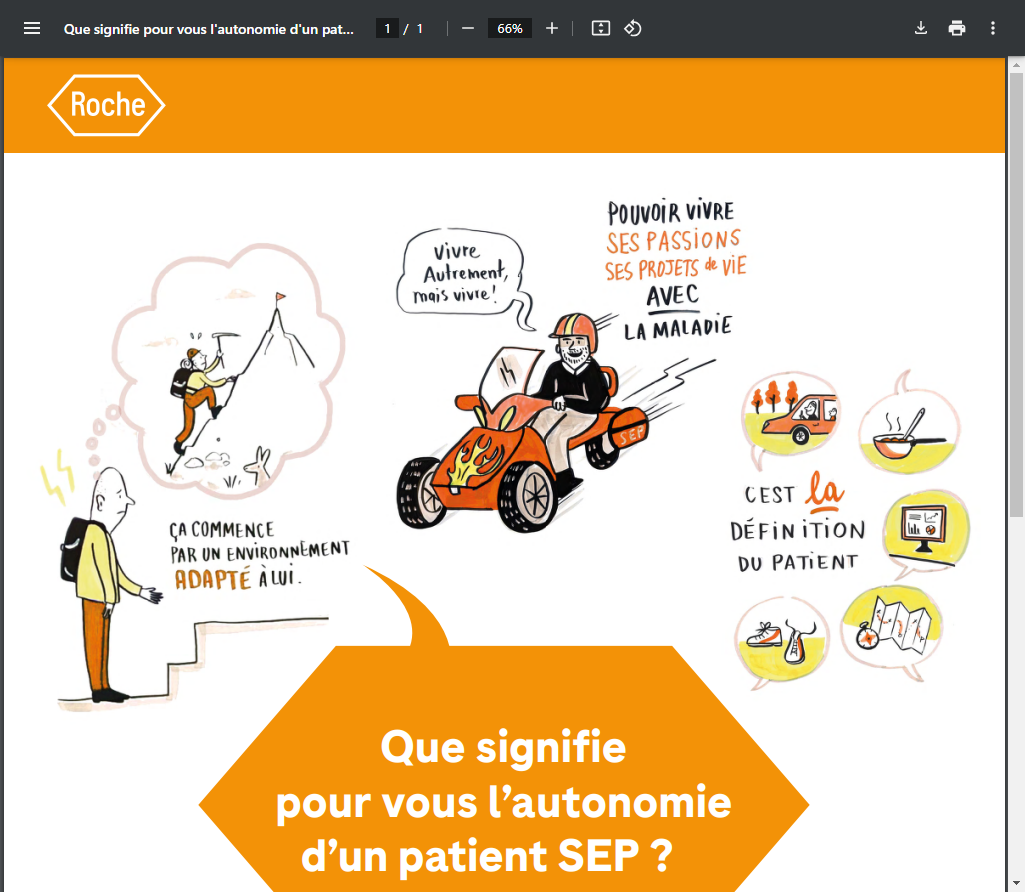 Que signifie pour vous l'autonomie d'un pat...
1 / 1
66%
Roche
Vivre
Autrement,
mais vivre !
POUVOIR VIVRE
SES PASSIONS
SES PROJETS de VIE
AVEC
LA MALADIE
SEP
ÇA COMMENCE
PAR UN ENVIRONNEMENT
ADAPTÉ À LUI.
C'EST la
DÉFINITION
DU PATIENT
Que signifie
pour vous l'autonomie
d'un patient SEP ?